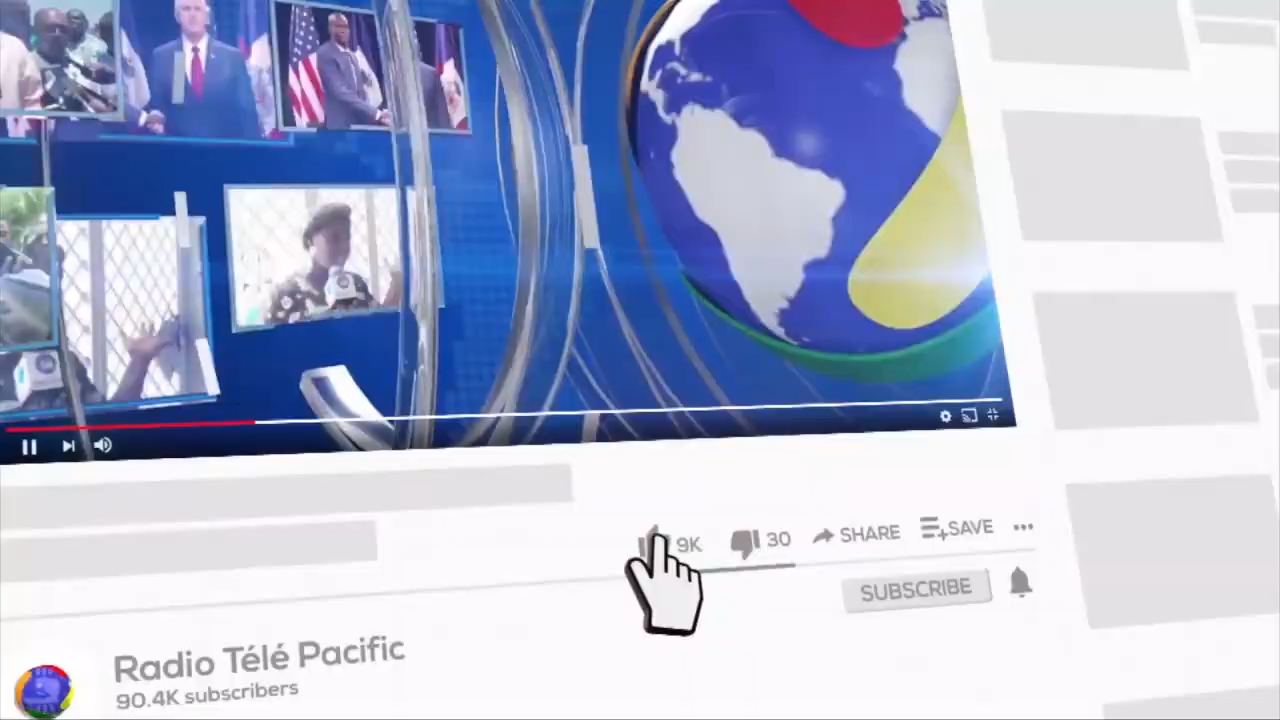 9K
30
SHARE
SAVE
SUBSCRIBE
Radio Télé Pacific
90.4K subscribers